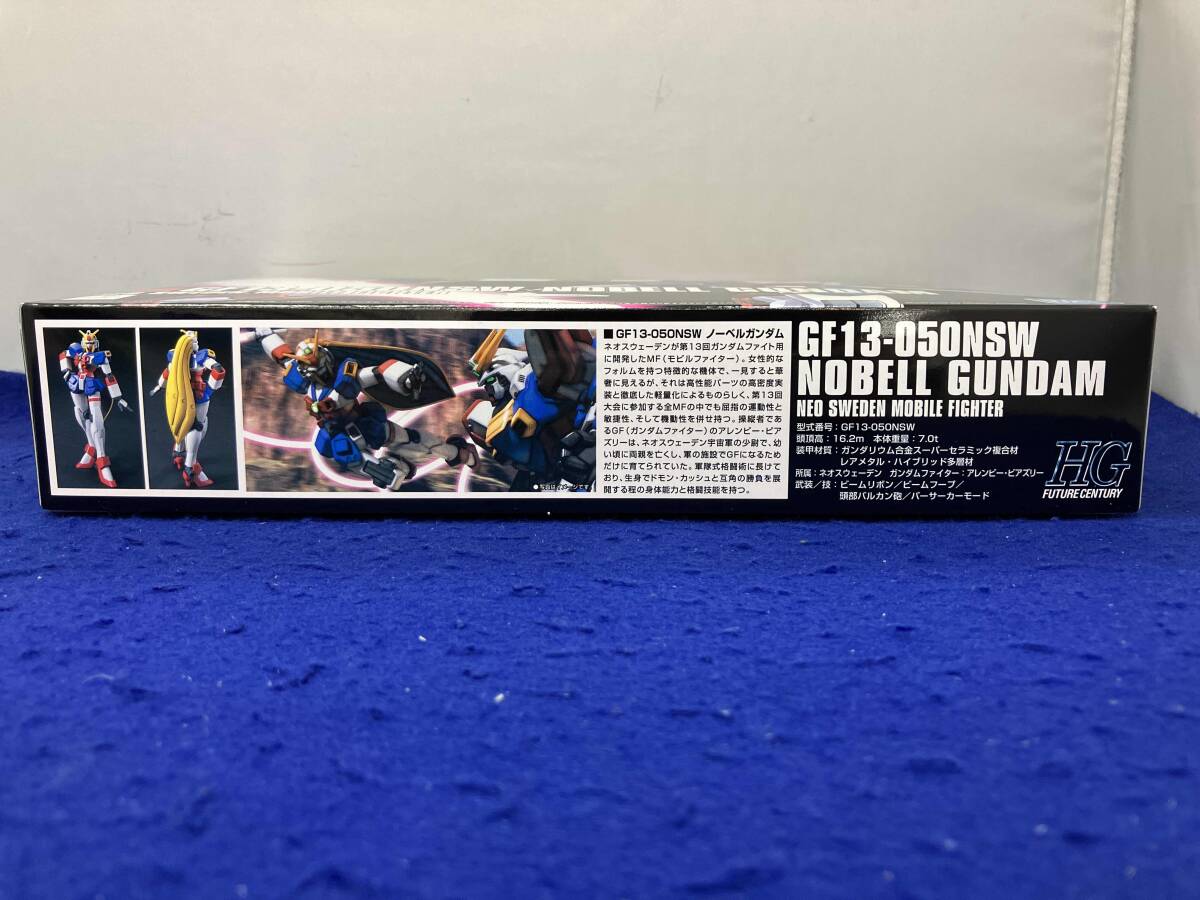 NOBELL
■GF13-050NSW ノーベルガンダム
ネオスウェーデンが第13回ガンダムファイト用
に開発したMF(モビルファイター)。女性的な
フォルムを持つ特徴的な機体で、一見すると華
奢に見えるが、それは高性能パーツの高密度実
装と徹底した軽量化によるものらしく、第13回
大会に参加する全MFの中でも屈指の運動性と
敏捷性、そして機動性を併せ持つ。操縦者であ
るGF(ガンダムファイター)のアレンビー・ビア
ズリーは、ネオスウェーデン宇宙軍の少尉で、幼
い頃に両親を亡くし、軍の施設でGFになるため
だけに育てられていた。軍隊式格闘術に長けて
おり、生身でドモン・カッシュと互角の勝負を展
開する程の身体能力と格闘技能を持つ。
●写真はイメージです
GF13-050NSW
NOBELL GUNDAM
NEO SWEDEN MOBILE FIGHTER
型式番号:GF13-050NSW
頭頂高:16.2m 本体重量:7.0t
装甲材質:ガンダリウム合金スーパーセラミック複合材
レアメタル・ハイブリッド多層材
所属:ネオスウェーデン ガンダムファイター:アレンビー・ビアズリー
武装/技:ビームリボン/ビームフープ/
頭部バルカン砲/バーサーカーモード
HG
FUTURE CENTURY